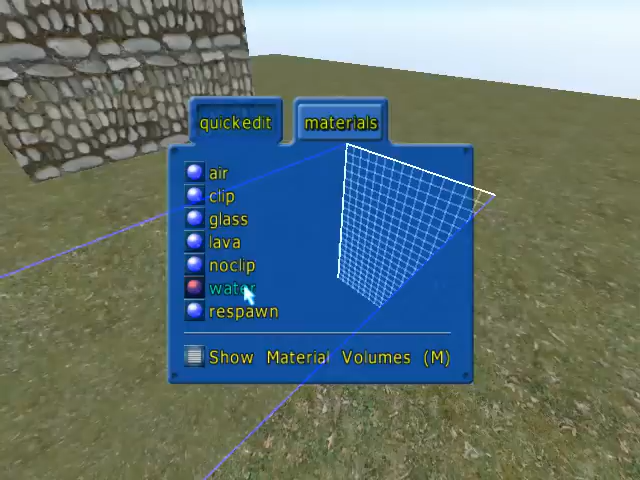 quickedit materials
air
clip
glass
lava
noclip
water
respawn
Show Material Volumes (M)